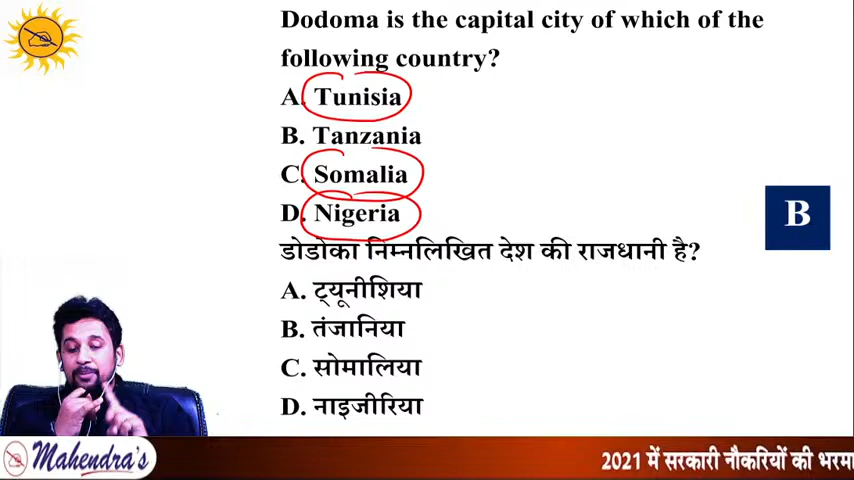 Dodoma is the capital city of which of the
following country?
A. Tunisia
B. Tanzania
C. Somalia
D. Nigeria
B
डोडोका निम्नलिखित देश की राजधानी है?
A. ट्यूनीशिया
B. तंजानिया
C. सोमालिया
D. नाइजीरिया
Mahendra's
2021 में सरकारी नौकरियों की भरमा